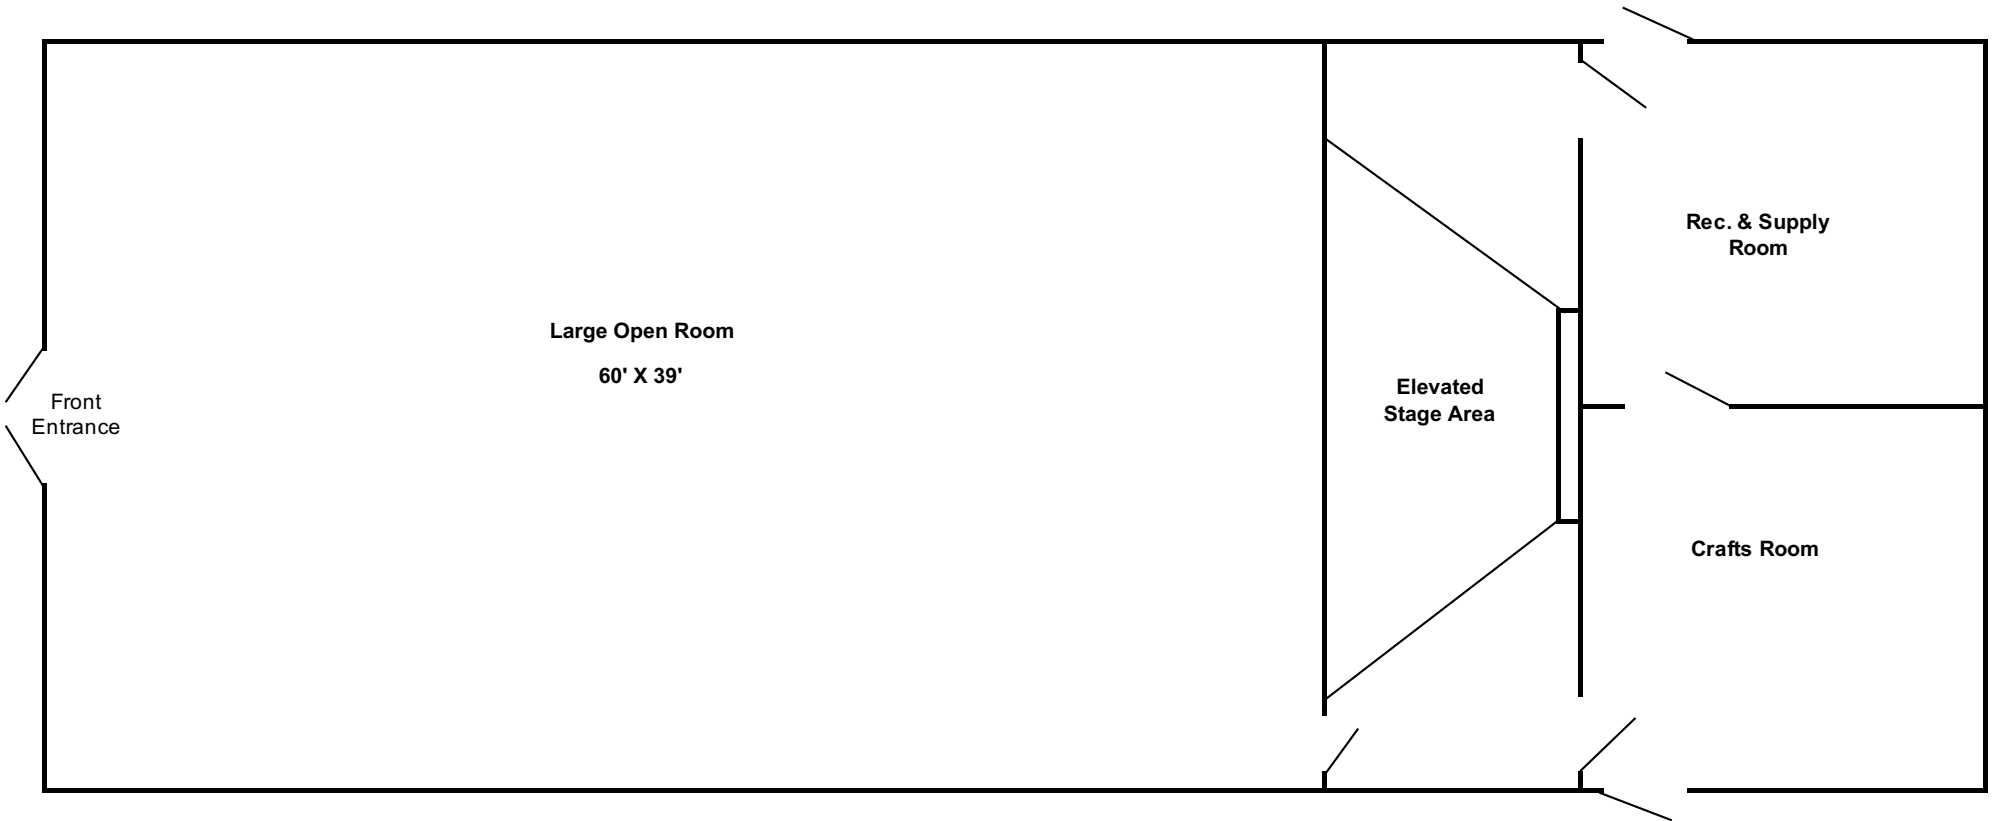 Large Open Room
60' X 39'
Front
Entrance
Elevated
Stage Area
Rec. & Supply
Room
Crafts Room